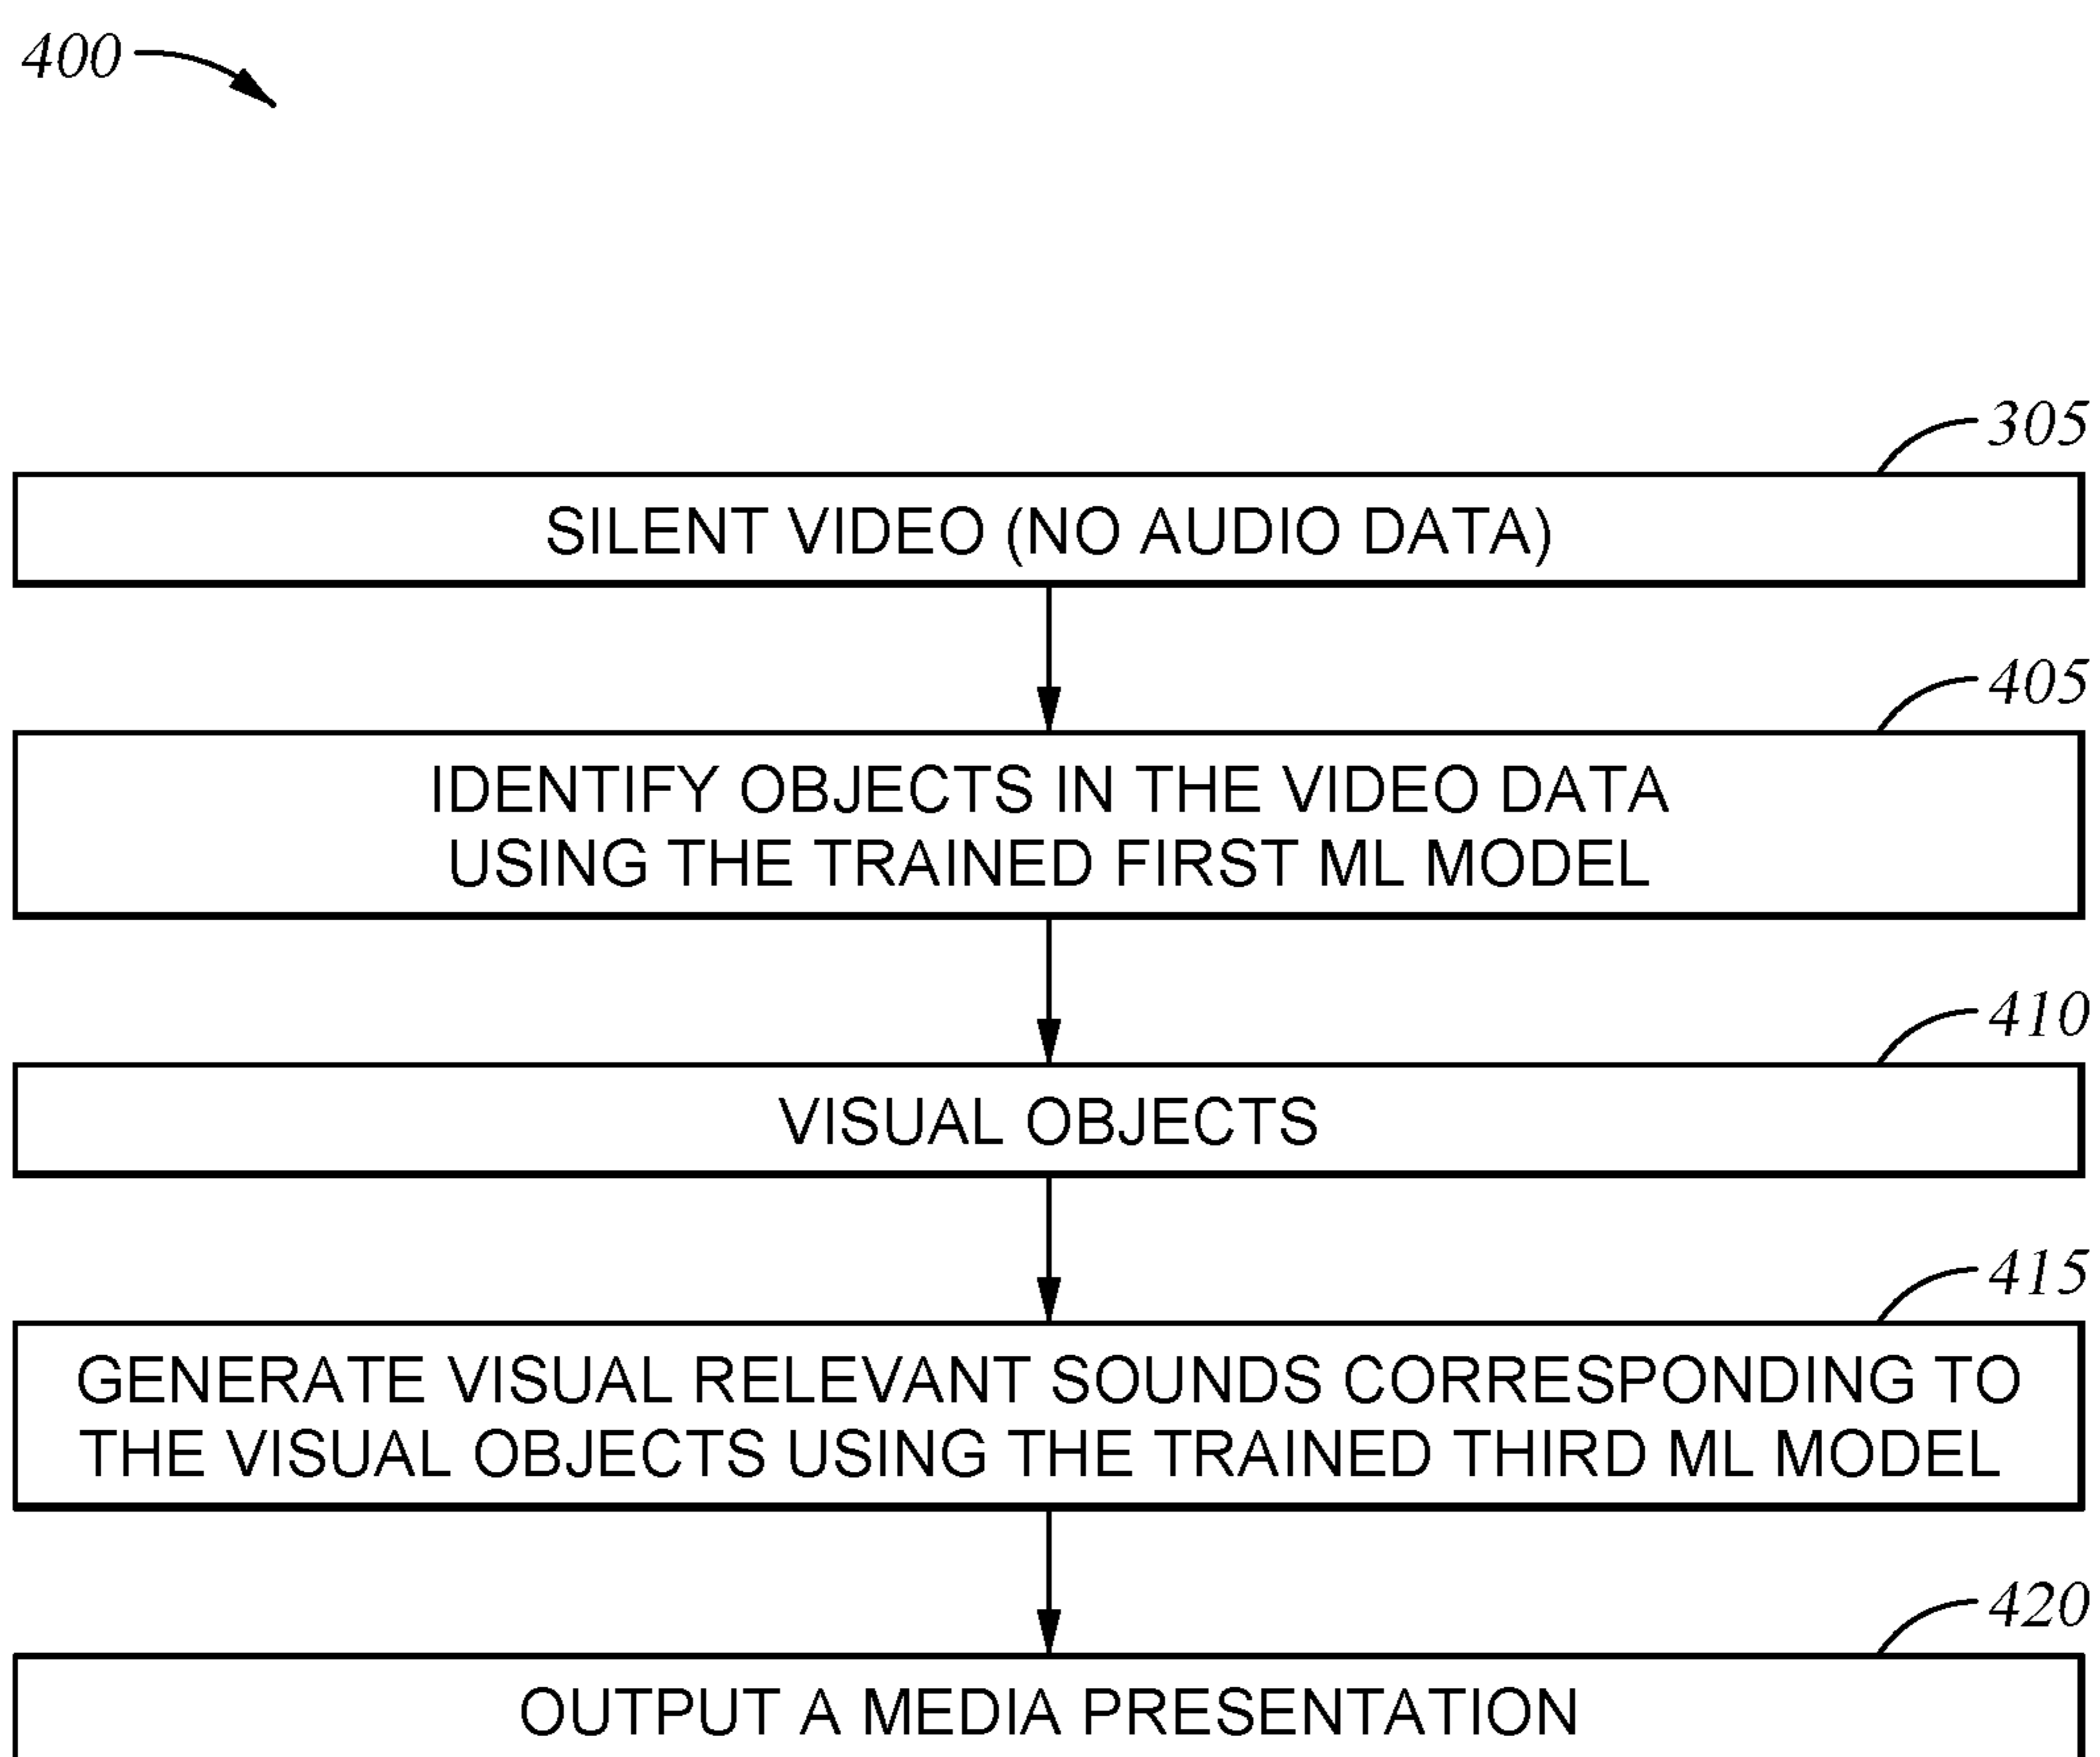 400
305
SILENT VIDEO (NO AUDIO DATA)
405
IDENTIFY OBJECTS IN THE VIDEO DATA
USING THE TRAINED FIRST ML MODEL
410
VISUAL OBJECTS
415
GENERATE VISUAL RELEVANT SOUNDS CORRESPONDING TO
THE VISUAL OBJECTS USING THE TRAINED THIRD ML MODEL
420
OUTPUT A MEDIA PRESENTATION